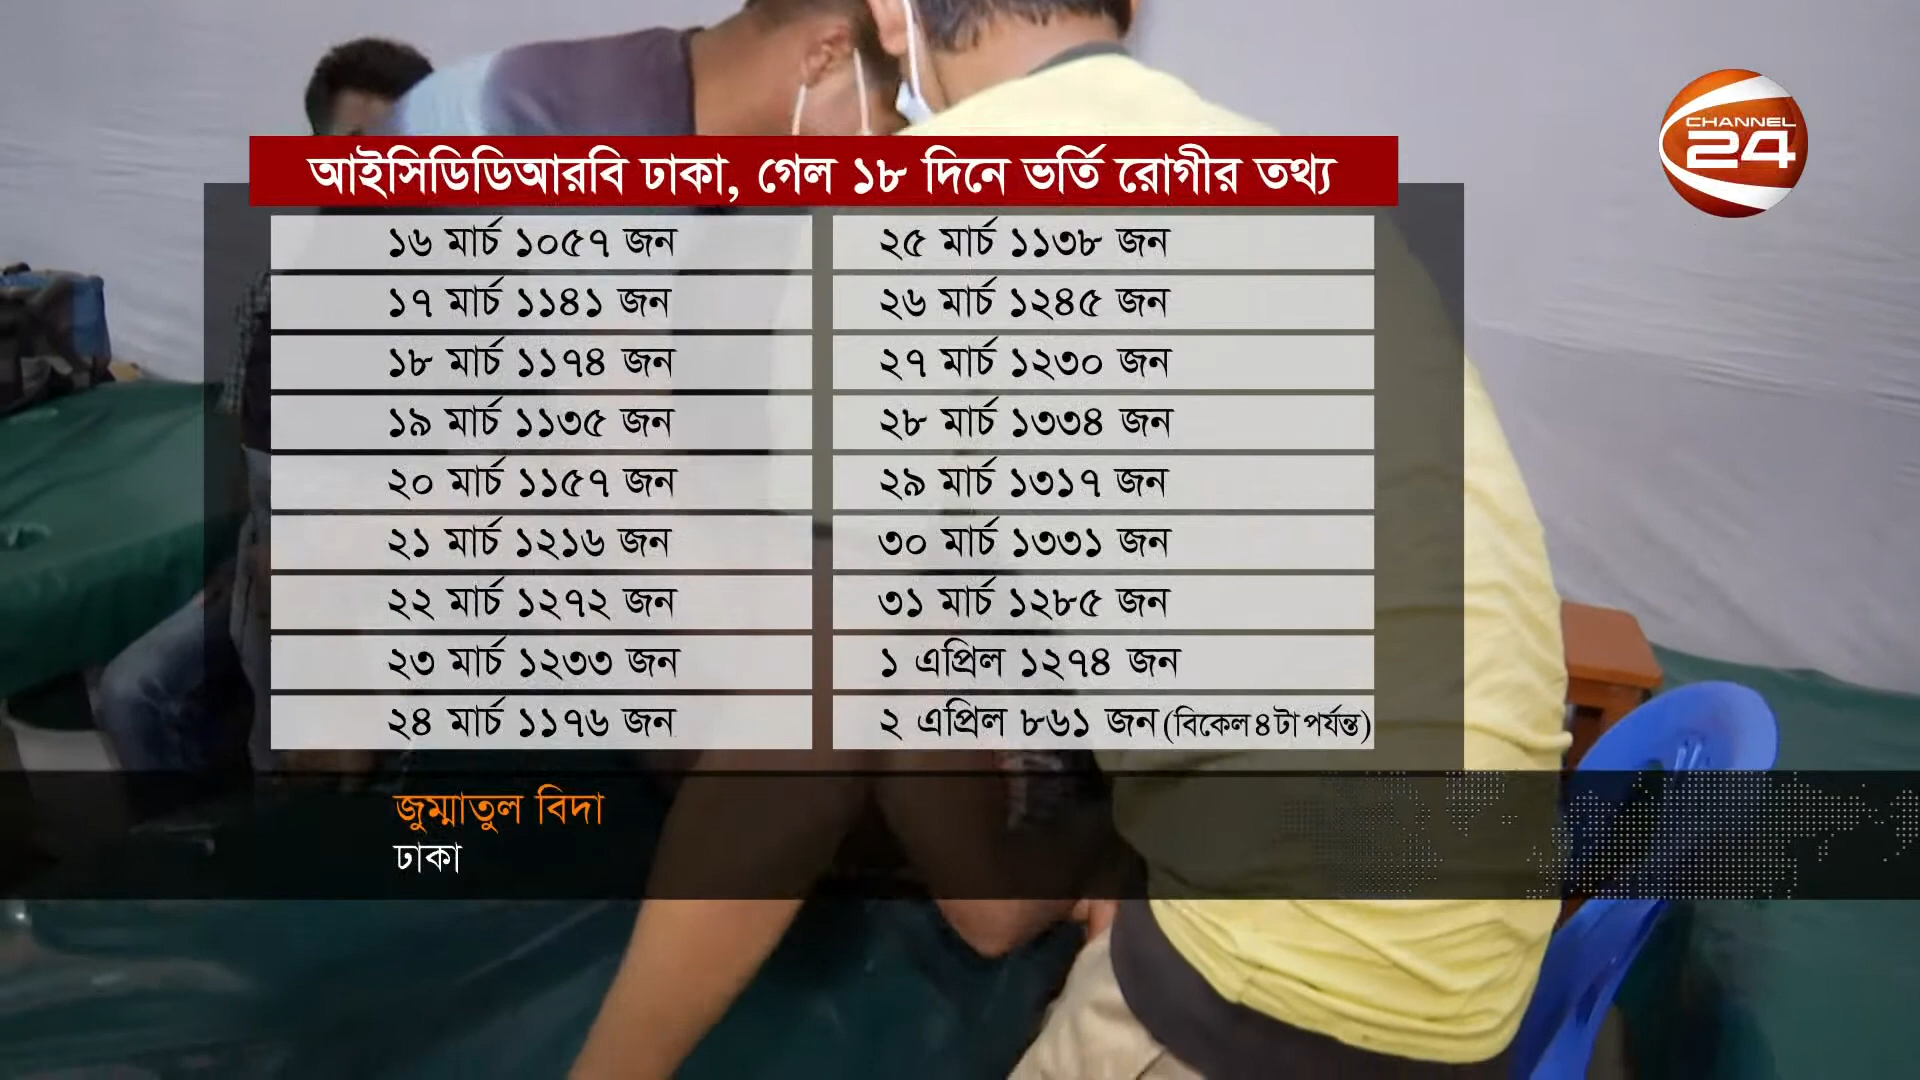 CHANNEL
24
আইসিডিডিআরবি ঢাকা, গেল ১৮ দিনে ভর্তি রোগীর তথ্য
১৬ মার্চ ১০৫৭ জন
১৭ মার্চ ১১৪১ জন
১৮ মার্চ ১১৭৪ জন
১৯ মার্চ ১১৩৫ জন
২০ মার্চ ১১৫৭ জন
২১ মার্চ ১২১৬ জন
২২ মার্চ ১২৭২ জন
২৩ মার্চ ১২৩৩ জন
২৪ মার্চ ১১৭৬ জন
২৫ মার্চ ১১৩৮ জন
২৬ মার্চ ১২৪৫ জন
২৭ মার্চ ১২৩০ জন
২৮ মার্চ ১৩৩৪ জন
২৯ মার্চ ১৩১৭ জন
৩০ মার্চ ১৩৩১ জন
৩১ মার্চ ১২৮৫ জন
১ এপ্রিল ১২৭৪ জন
২ এপ্রিল ৮৬১ জন (বিকেল ৪টা পর্যন্ত)
জুম্মাতুল বিদা
ঢাকা